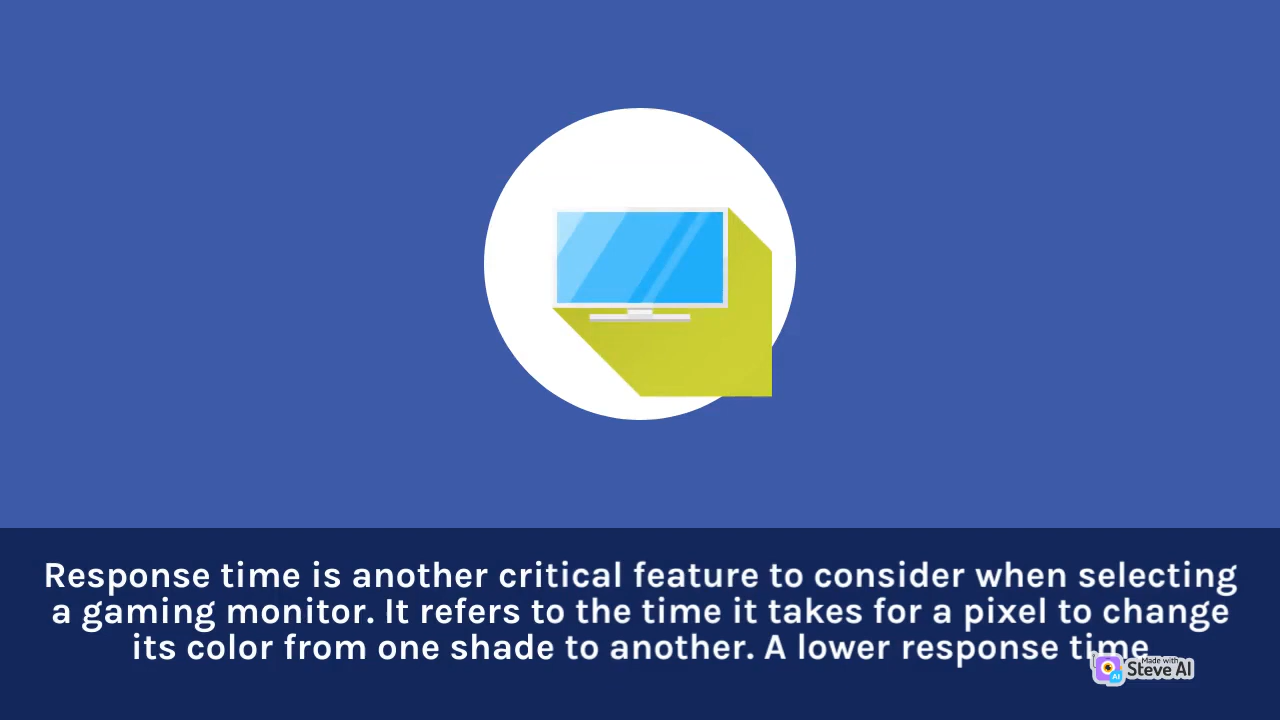 Response time is another critical feature to consider when selecting
a gaming monitor. It refers to the time it takes for a pixel to change
its color from one shade to another. A lower response time
Made with
Steve AI
AI